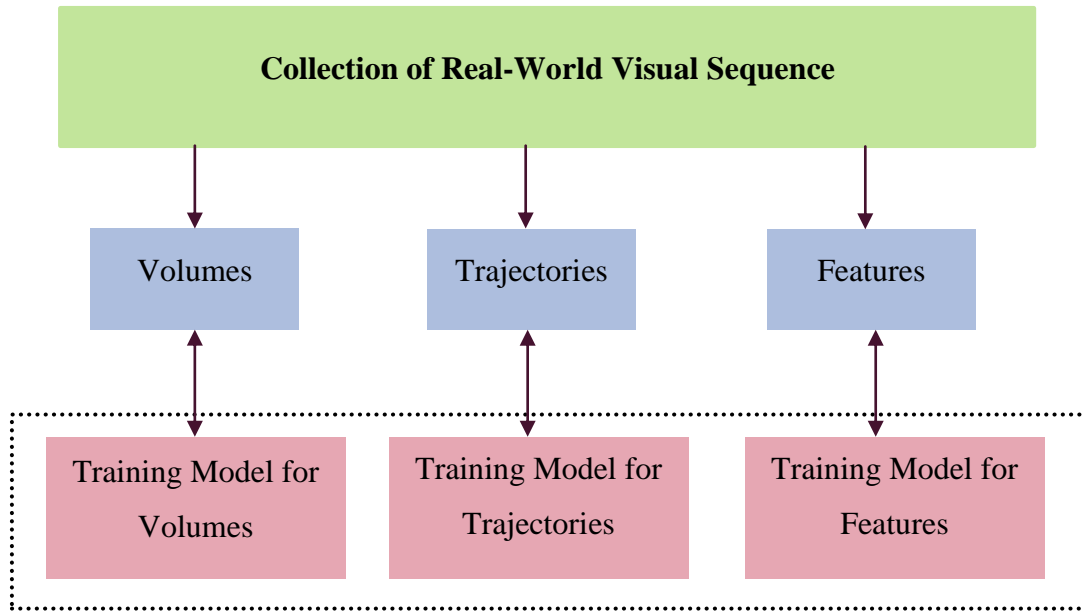 Collection of Real-World Visual Sequence
Volumes
Trajectories
Features
Training Model for
Volumes
Training Model for
Trajectories
Training Model for
Features